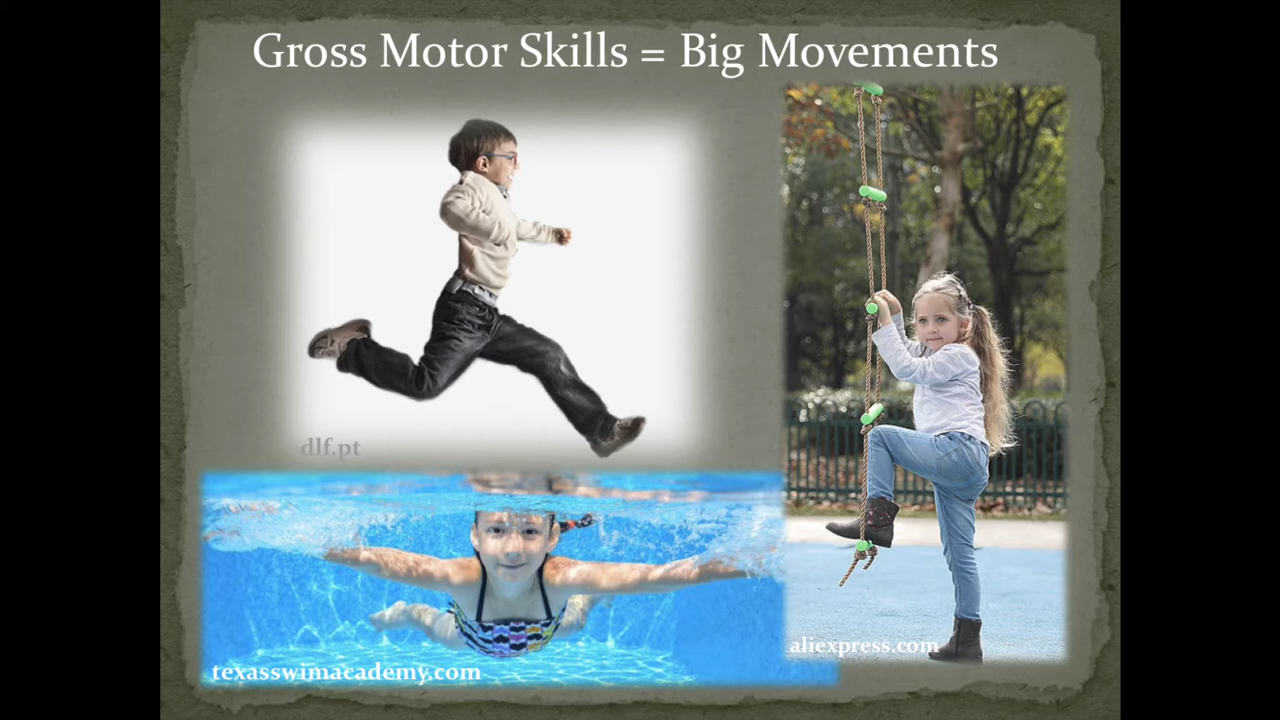 Gross Motor Skills = Big Movements
dlf.pt
texasswimacademy.com
aliexpress.com